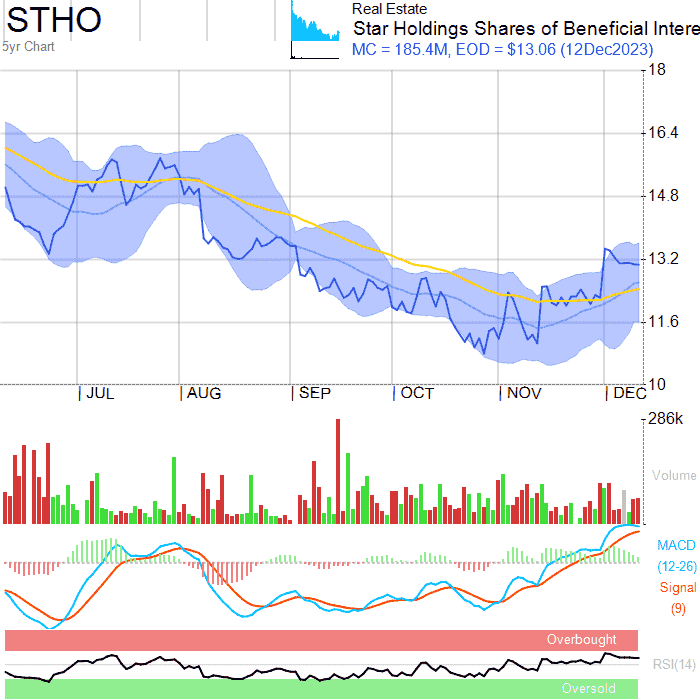 STHO
5yr Chart
Real Estate
Star Holdings Shares of Beneficial Intere
MC = 185.4M, EOD = $13.06 (12Dec2023)
18
16.4
14.8
13.2
11.6
10
JUL AUG SEP OCT NOV DEC
286k
Volume
MACD
(12-26)
Signal
(9)
Overbought
RSI(14)
Oversold